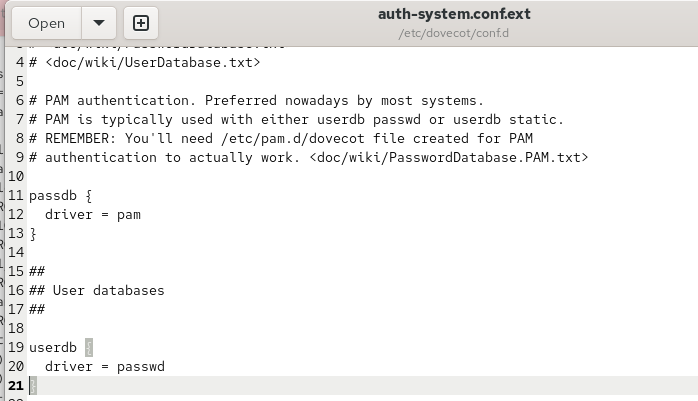 Open
auth-system.conf.ext
/etc/dovecot/conf.d
4 # <doc/wiki/UserDatabase.txt>
5
6 # PAM authentication. Preferred nowadays by most systems.
7 # PAM is typically used with either userdb passwd or userdb static.
8 # REMEMBER: You'll need /etc/pam.d/dovecot file created for PAM
9 # authentication to actually work. <doc/wiki/PasswordDatabase.PAM.txt>
10
11 passdb {
12   driver = pam
13 }
14
15 ##
16 ## User databases
17 ##
18
19 userdb {
20   driver = passwd
21 }